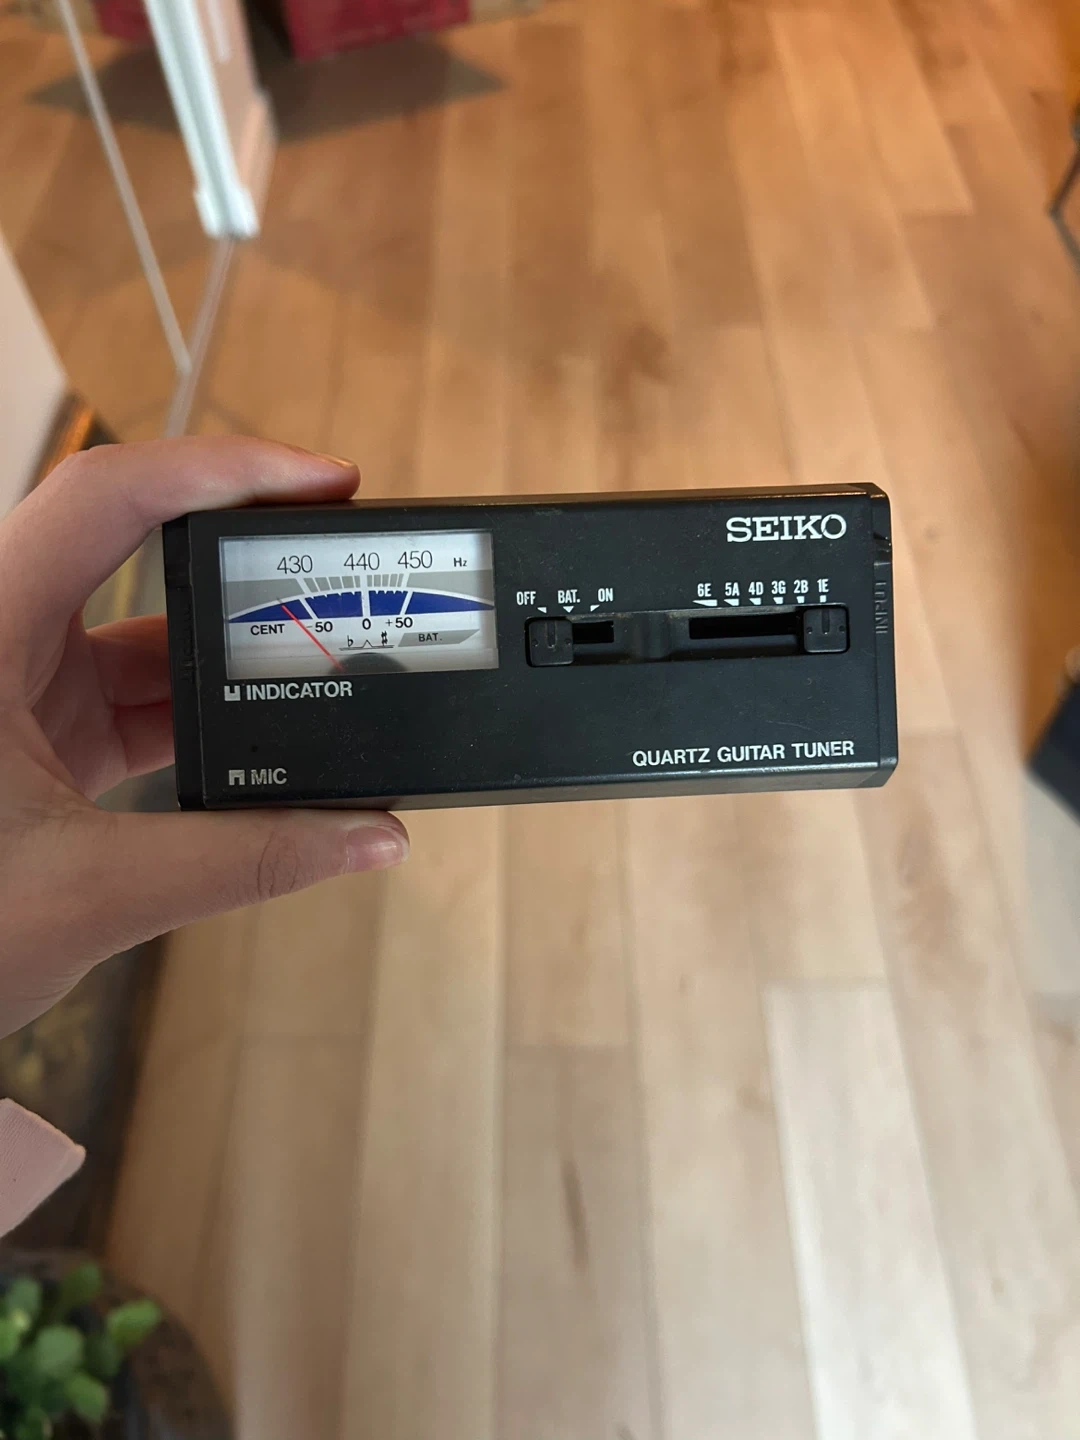 SEIKO
430 440 450 Hz
CENT -50 0 +50
♭ ♯ BAT.
OFF BAT. ON
6E 5A 4D 3G 2B 1E
INPUT
INDICATOR
QUARTZ GUITAR TUNER
MIC